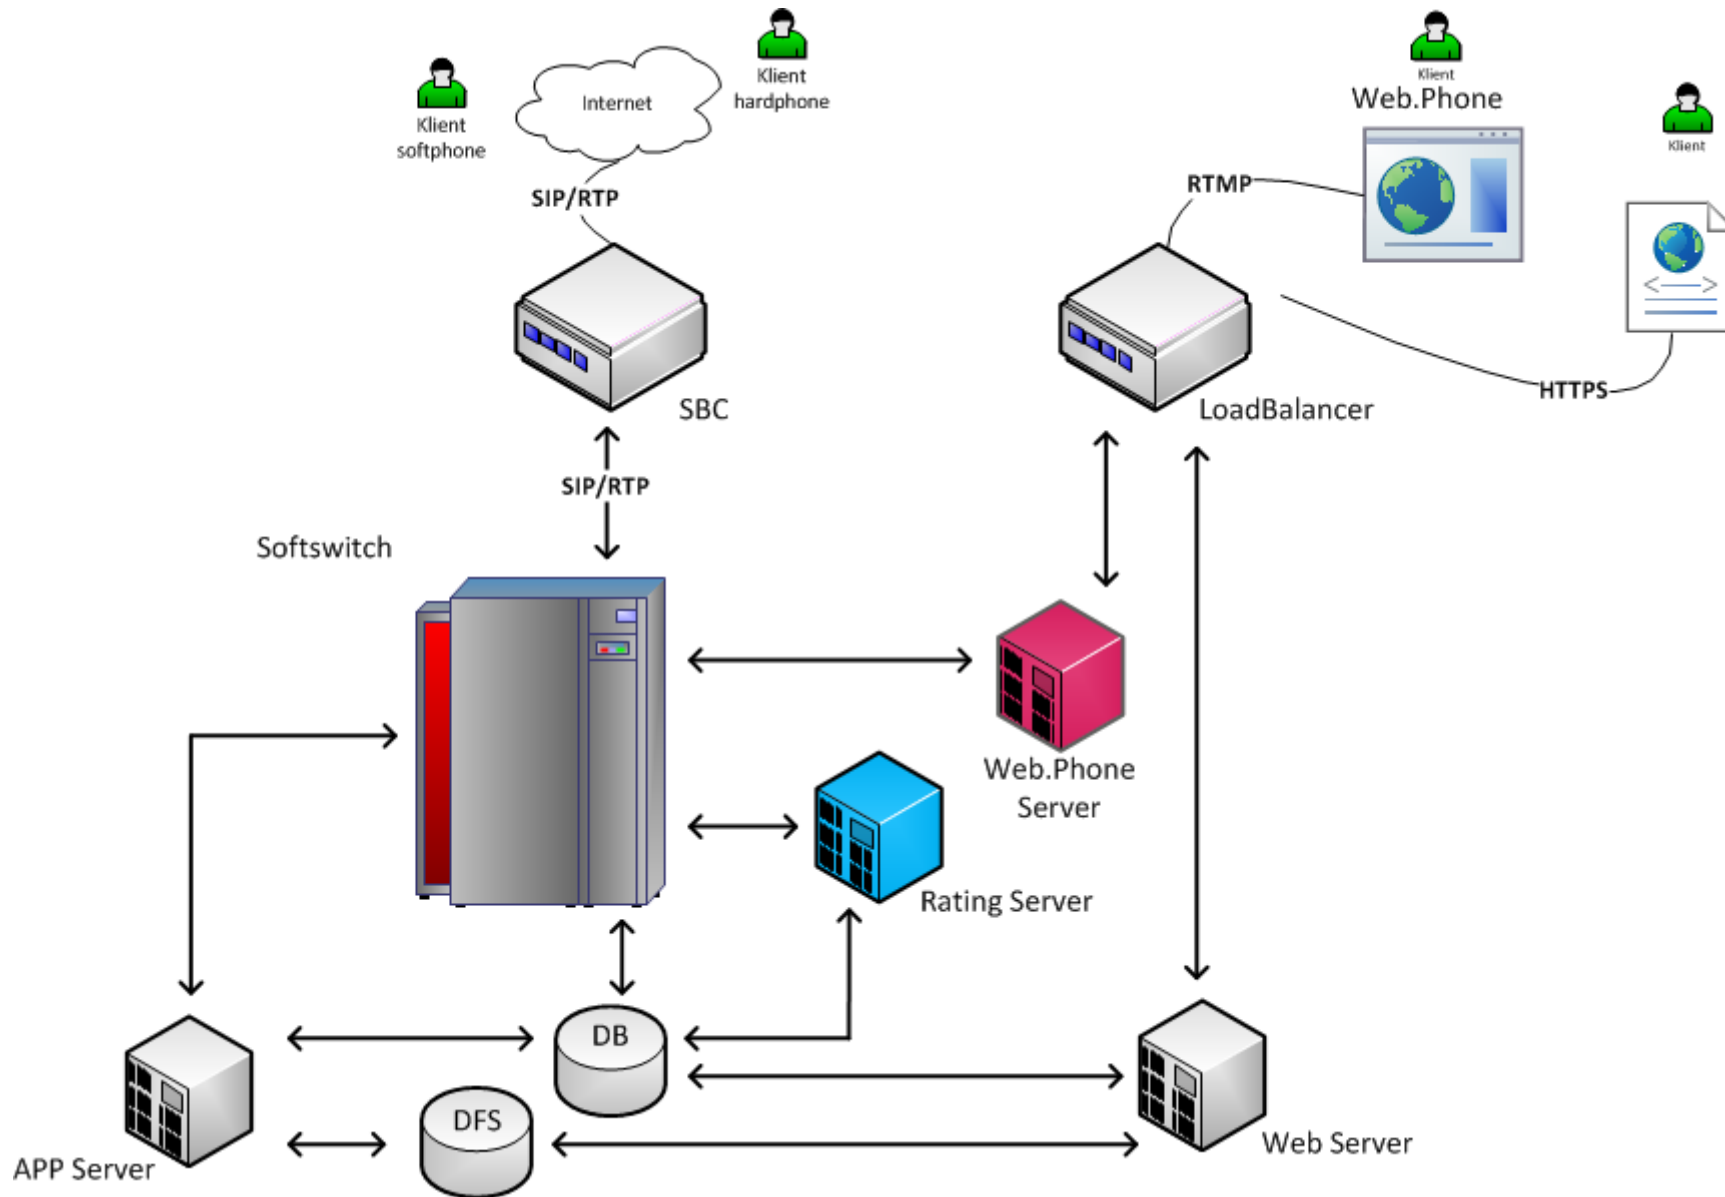 Klient
softphone
Internet
Klient
hardphone
Klient
Web.Phone
Klient
SIP/RTP
RTMP
HTTPS
SBC
LoadBalancer
SIP/RTP
Softswitch
Web.Phone
Server
Rating Server
DB
DFS
APP Server
Web Server